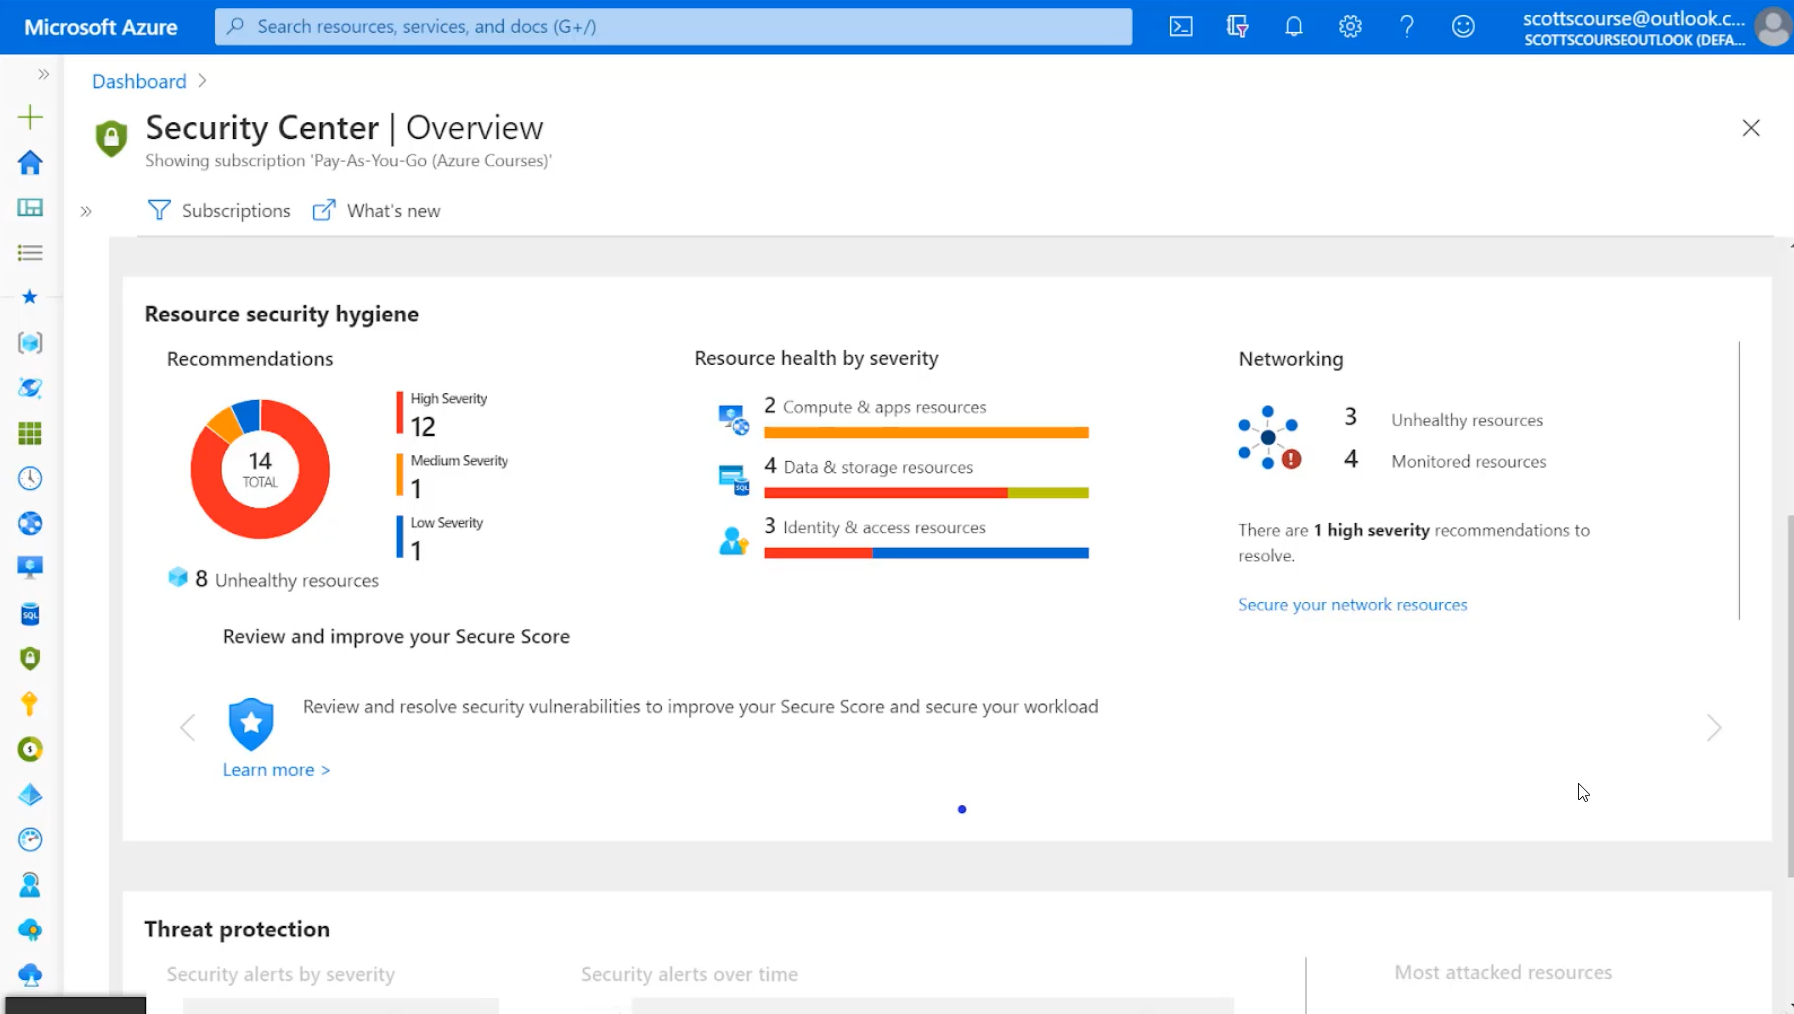 Microsoft Azure
Search resources, services, and docs (G+/)
scottscourse@outlook.c...
SCOTTSCOURSEOUTLOOK (DEFA...
Dashboard
Security Center | Overview
Showing subscription 'Pay-As-You-Go (Azure Courses)'
Subscriptions
What's new
Resource security hygiene
Recommendations
14
TOTAL
High Severity
12
Medium Severity
1
Low Severity
1
8 Unhealthy resources
Resource health by severity
2 Compute & apps resources
4 Data & storage resources
SQL
3 Identity & access resources
Networking
3 Unhealthy resources
4 Monitored resources
There are 1 high severity recommendations to
resolve.
Secure your network resources
Review and improve your Secure Score
Review and resolve security vulnerabilities to improve your Secure Score and secure your workload
Learn more >
SQL
Threat protection
Security alerts by severity
Security alerts over time
Most attacked resources